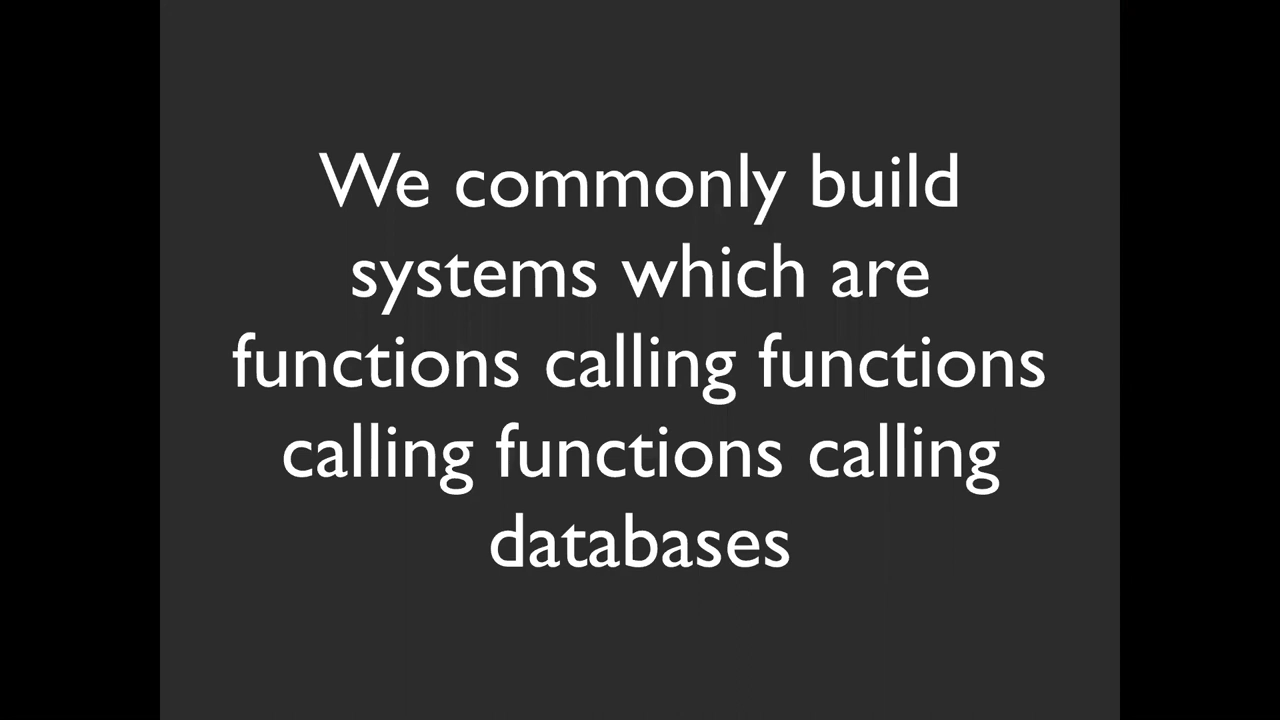 We commonly build
systems which are
functions calling functions
calling functions calling
databases